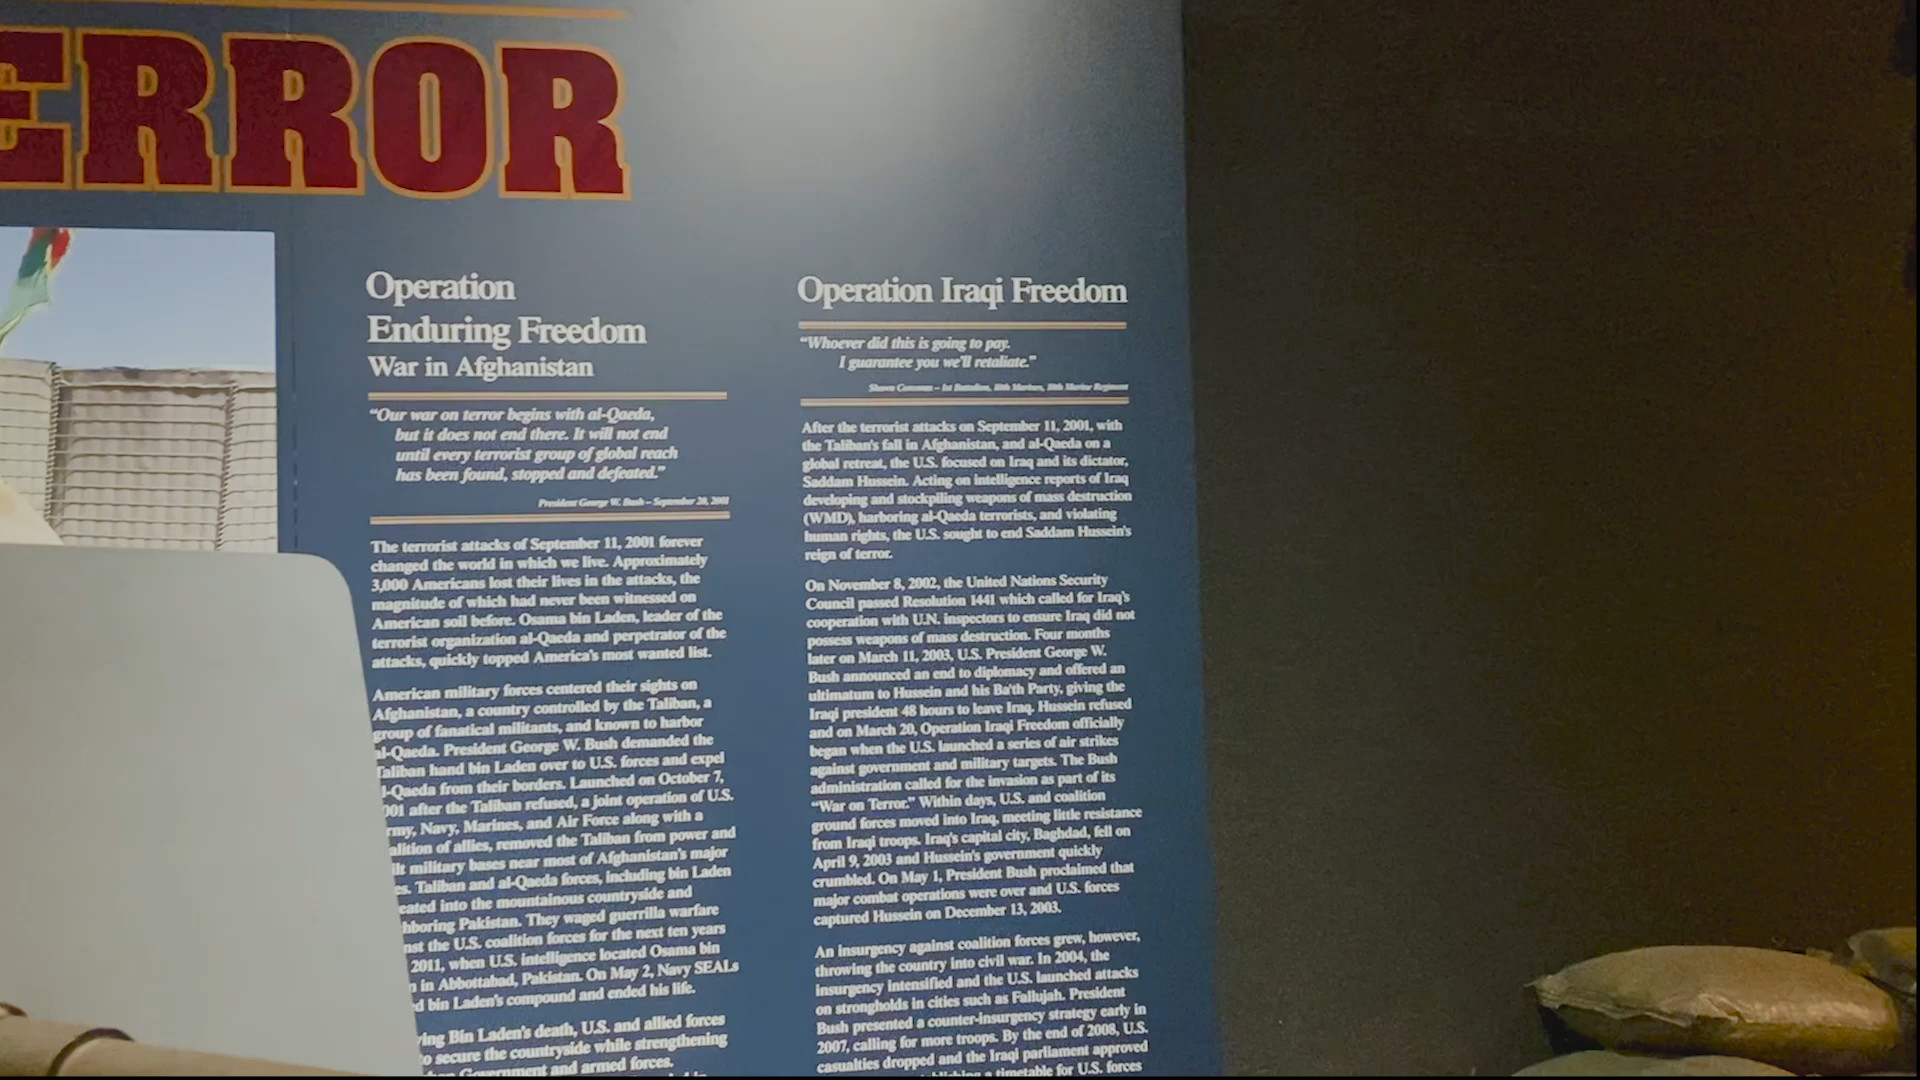 ERROR
Operation
Enduring Freedom
War in Afghanistan
“Our war on terror begins with al-Qaeda,
but it does not end there. It will not end
until every terrorist group of global reach
has been found, stopped and defeated.”
President George W. Bush – September 20, 2001
The terrorist attacks of September 11, 2001 forever
changed the world in which we live. Approximately
3,000 Americans lost their lives in the attacks, the
magnitude of which had never been witnessed on
American soil before. Osama bin Laden, leader of the
terrorist organization al-Qaeda and perpetrator of the
attacks, quickly topped America's most wanted list.
American military forces centered their sights on
Afghanistan, a country controlled by the Taliban, a
group of fanatical militants, and known to harbor
al-Qaeda. President George W. Bush demanded the
Taliban hand bin Laden over to U.S. forces and expel
l-Qaeda from their borders. Launched on October 7,
001 after the Taliban refused, a joint operation of U.S.
rmy, Navy, Marines, and Air Force along with a
alition of allies, removed the Taliban from power and
ilt military bases near most of Afghanistan's major
es. Taliban and al-Qaeda forces, including bin Laden
eated into the mountainous countryside and
hboring Pakistan. They waged guerrilla warfare
nst the U.S. coalition forces for the next ten years
2011, when U.S. intelligence located Osama bin
n in Abbottabad, Pakistan. On May 2, Navy SEALs
d bin Laden's compound and ended his life.
ving Bin Laden's death, U.S. and allied forces
o secure the countryside while strengthening
Government and armed forces.
Operation Iraqi Freedom
“Whoever did this is going to pay.
I guarantee you we'll retaliate.”
– 1st Battalion, 10th Marines, 10th Marine Regiment
After the terrorist attacks on September 11, 2001, with
the Taliban's fall in Afghanistan, and al-Qaeda on a
global retreat, the U.S. focused on Iraq and its dictator,
Saddam Hussein. Acting on intelligence reports of Iraq
developing and stockpiling weapons of mass destruction
(WMD), harboring al-Qaeda terrorists, and violating
human rights, the U.S. sought to end Saddam Hussein's
reign of terror.
On November 8, 2002, the United Nations Security
Council passed Resolution 1441 which called for Iraq's
cooperation with U.N. inspectors to ensure Iraq did not
possess weapons of mass destruction. Four months
later on March 11, 2003, U.S. President George W.
Bush announced an end to diplomacy and offered an
ultimatum to Hussein and his Ba'th Party, giving the
Iraqi president 48 hours to leave Iraq. Hussein refused
and on March 20, Operation Iraqi Freedom officially
began when the U.S. launched a series of air strikes
against government and military targets. The Bush
administration called for the invasion as part of its
“War on Terror.” Within days, U.S. and coalition
ground forces moved into Iraq, meeting little resistance
from Iraqi troops. Iraq's capital city, Baghdad, fell on
April 9, 2003 and Hussein's government quickly
crumbled. On May 1, President Bush proclaimed that
major combat operations were over and U.S. forces
captured Hussein on December 13, 2003.
An insurgency against coalition forces grew, however,
throwing the country into civil war. In 2004, the
insurgency intensified and the U.S. launched attacks
on strongholds in cities such as Fallujah. President
Bush presented a counter-insurgency strategy early in
2007, calling for more troops. By the end of 2008, U.S.
casualties dropped and the Iraqi parliament approved
a timetable for U.S. forces